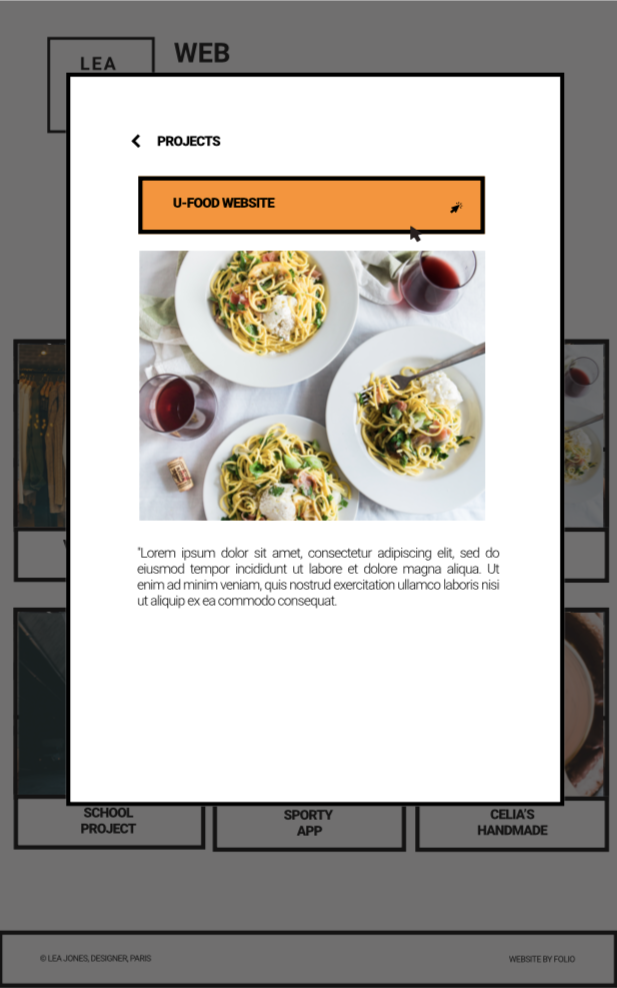 LEA
WEB
PROJECTS
U-FOOD WEBSITE
"Lorem ipsum dolor sit amet, consectetur adipiscing elit, sed do
eiusmod tempor incididunt ut labore et dolore magna aliqua. Ut
enim ad minim veniam, quis nostrud exercitation ullamco laboris nisi
ut aliquip ex ea commodo consequat.
SCHOOL
PROJECT
SPORTY
APP
CELIA'S
HANDMADE
© LEA JONES, DESIGNER, PARIS
WEBSITE BY FOLIO